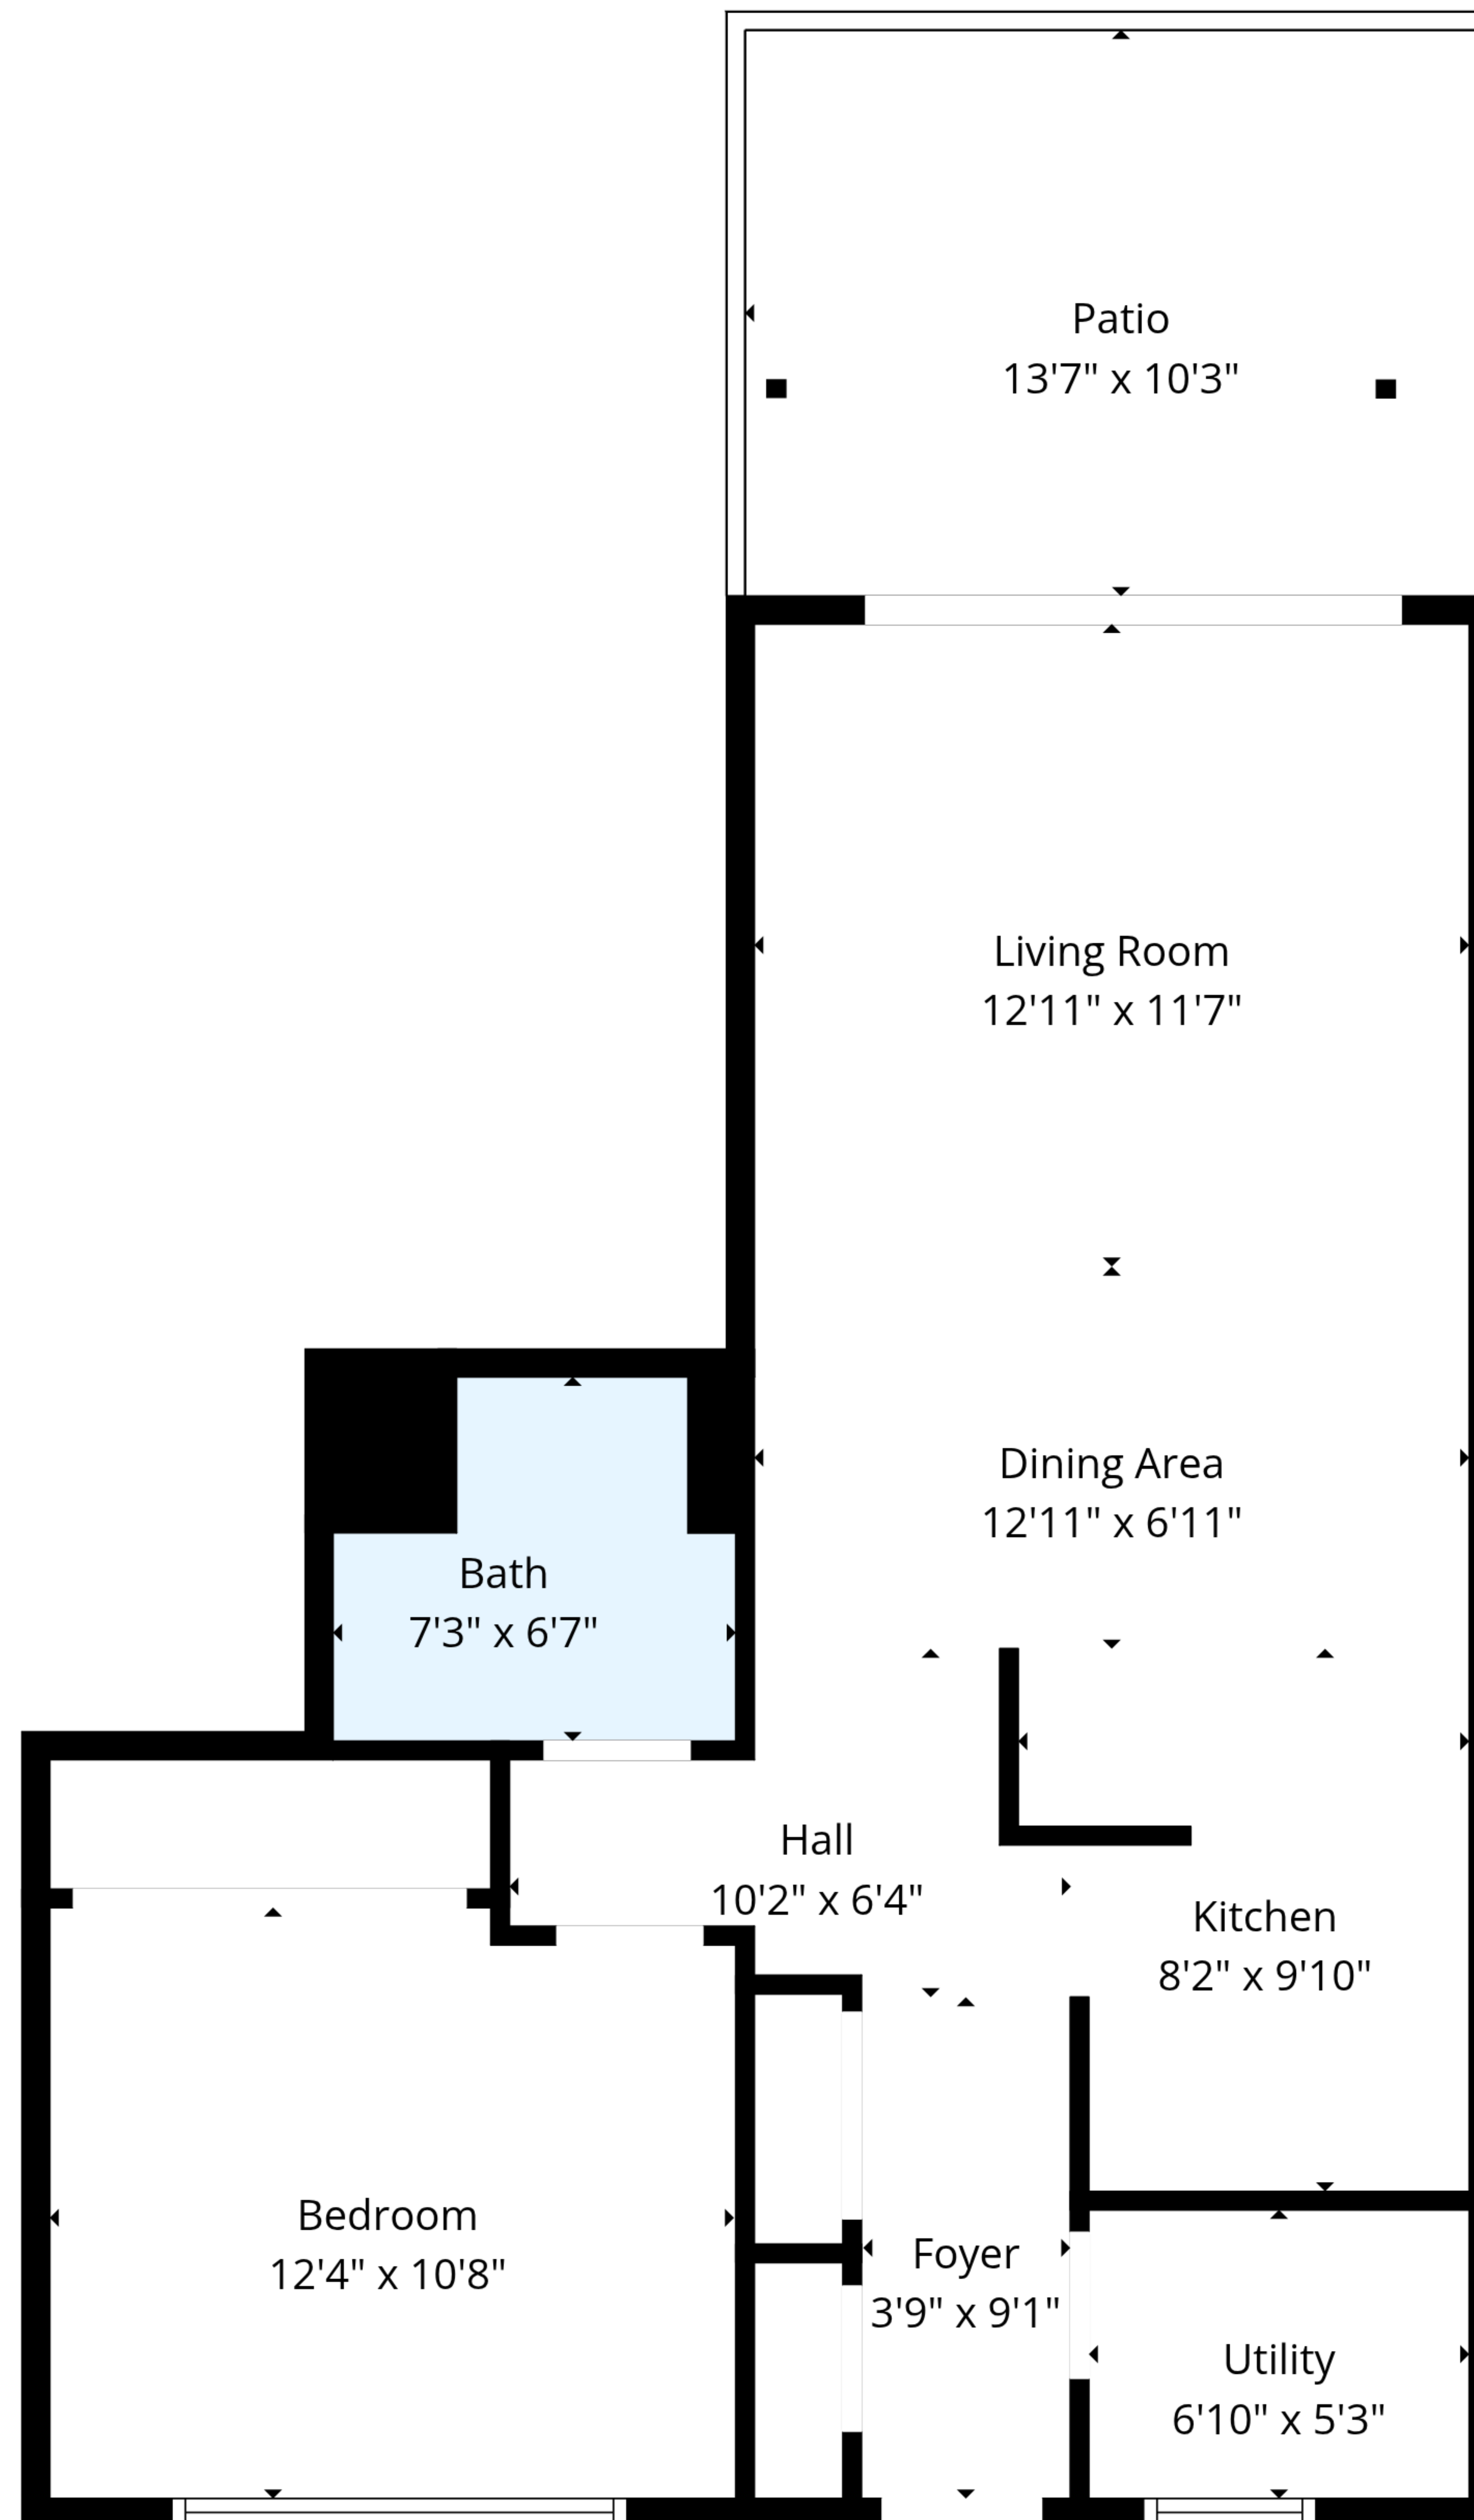 Patio
13'7" x 10'3"
Living Room
12'11" x 11'7"
Dining Area
12'11" x 6'11"
Bath
7'3" x 6'7"
Hall
10'2" x 6'4"
Kitchen
8'2" x 9'10"
Bedroom
12'4" x 10'8"
Foyer
3'9" x 9'1"
Utility
6'10" x 5'3"